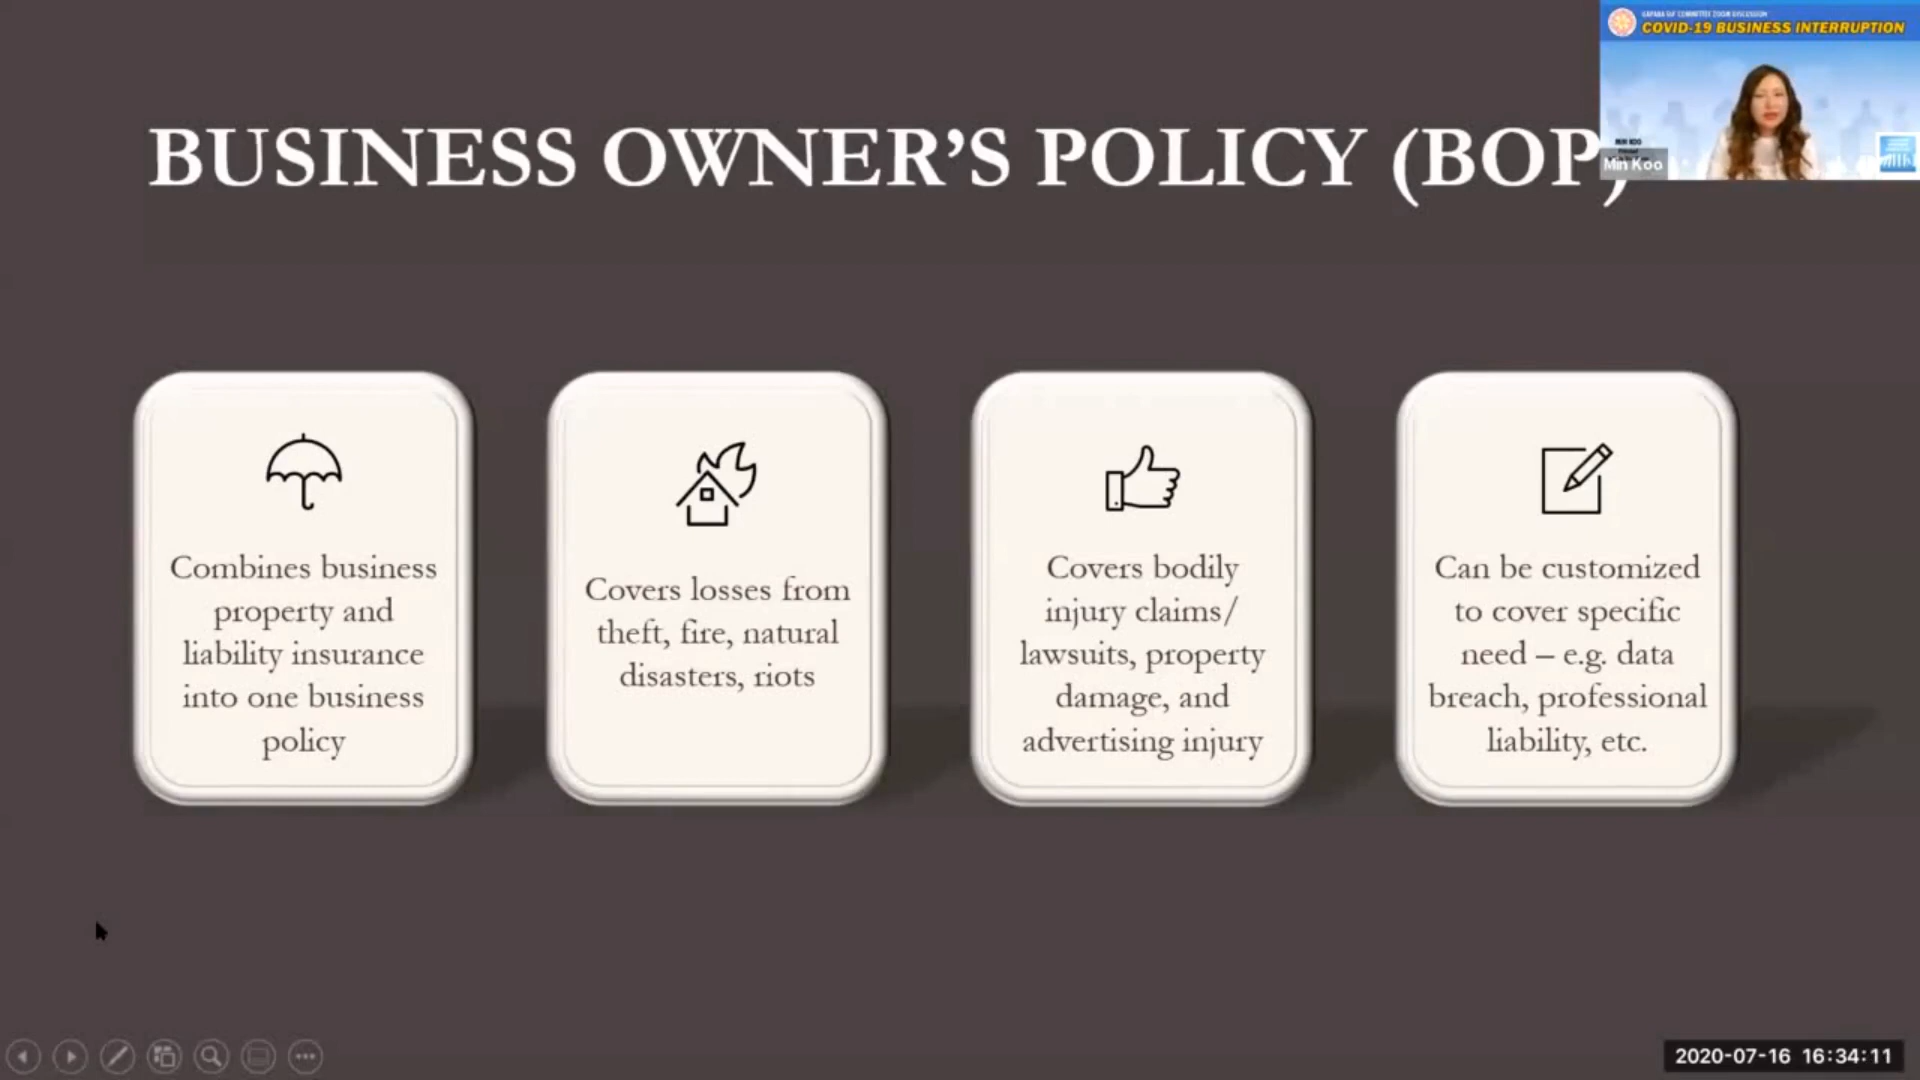 COVID-19 BUSINESS INTERRUPTION
MIN KOO
Min Koo
BUSINESS OWNER’S POLICY (BOP)
Combines business
property and
liability insurance
into one business
policy
Covers losses from
theft, fire, natural
disasters, riots
Covers bodily
injury claims/
lawsuits, property
damage, and
advertising injury
Can be customized
to cover specific
need – e.g. data
breach, professional
liability, etc.
2020-07-16 16:34:11